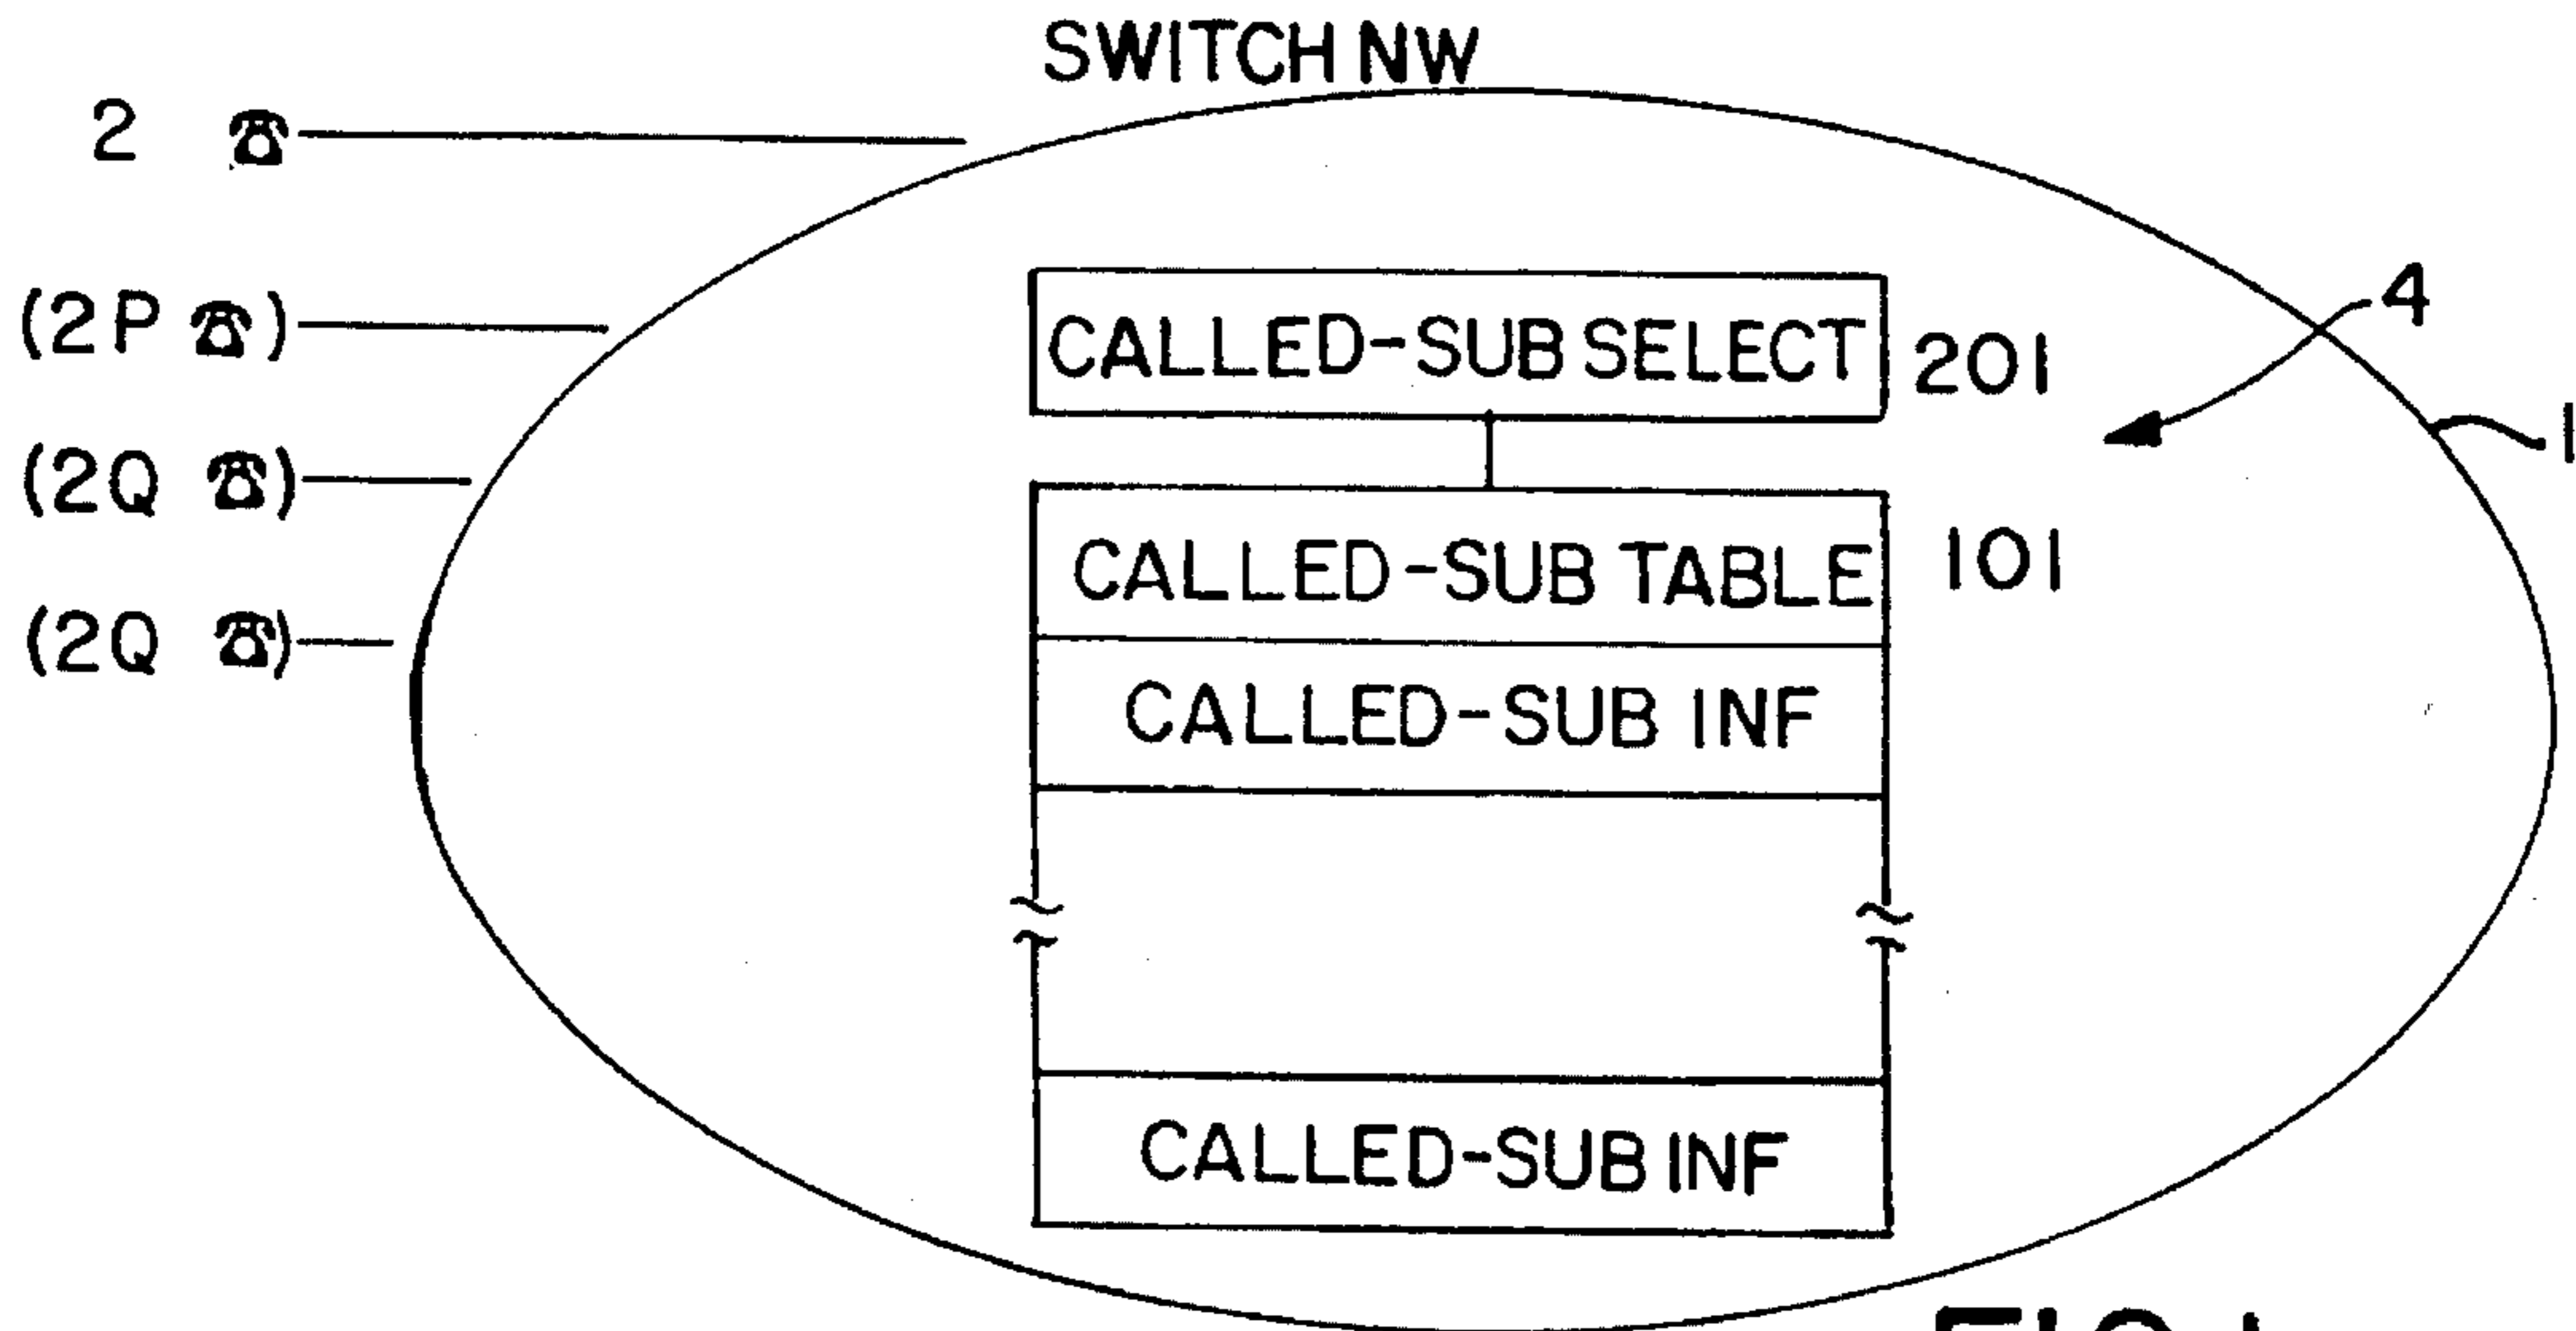 SWITCH NW
2
(2P )
CALLED-SUB SELECT
201
4
1
(2Q )
CALLED-SUB TABLE
101
(2Q )
CALLED-SUB INF
CALLED-SUB INF